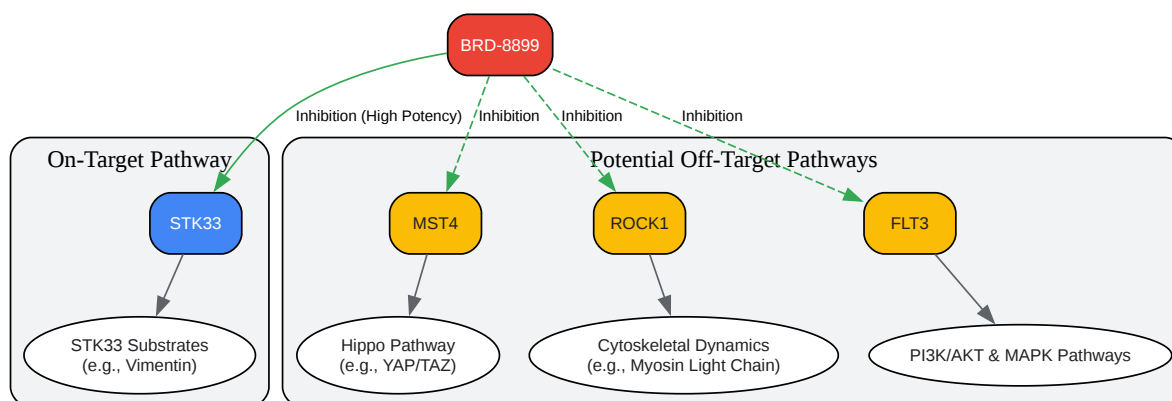 BRD-8899
Inhibition (High Potency)
Inhibition
Inhibition
Inhibition
On-Target Pathway
Potential Off-Target Pathways
STK33
MST4
ROCK1
FLT3
STK33 Substrates
(e.g., Vimentin)
Hippo Pathway
(e.g., YAP/TAZ)
Cytoskeletal Dynamics
(e.g., Myosin Light Chain)
PI3K/AKT & MAPK Pathways